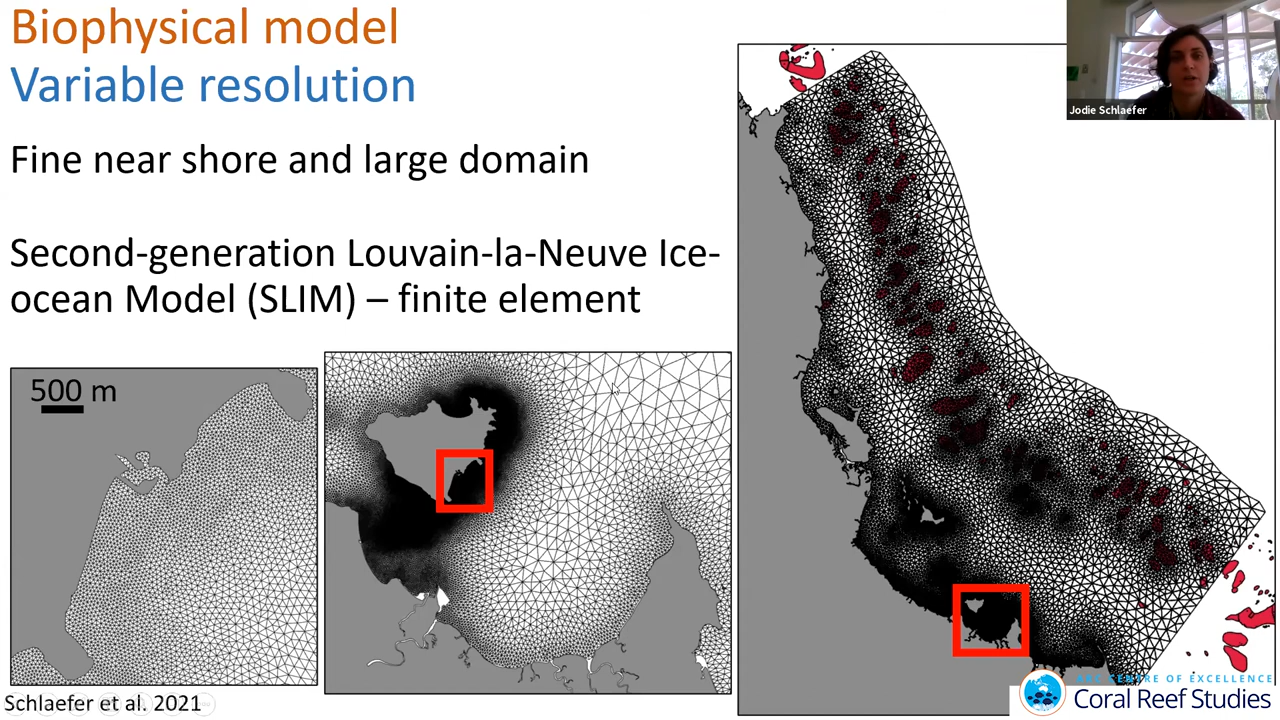 Biophysical model
Variable resolution
Jodie Schlaefer
Fine near shore and large domain
Second-generation Louvain-la-Neuve Ice-
ocean Model (SLIM) – finite element
500 m
Schlaefer et al. 2021
ARC CENTRE OF EXCELLENCE
Coral Reef Studies